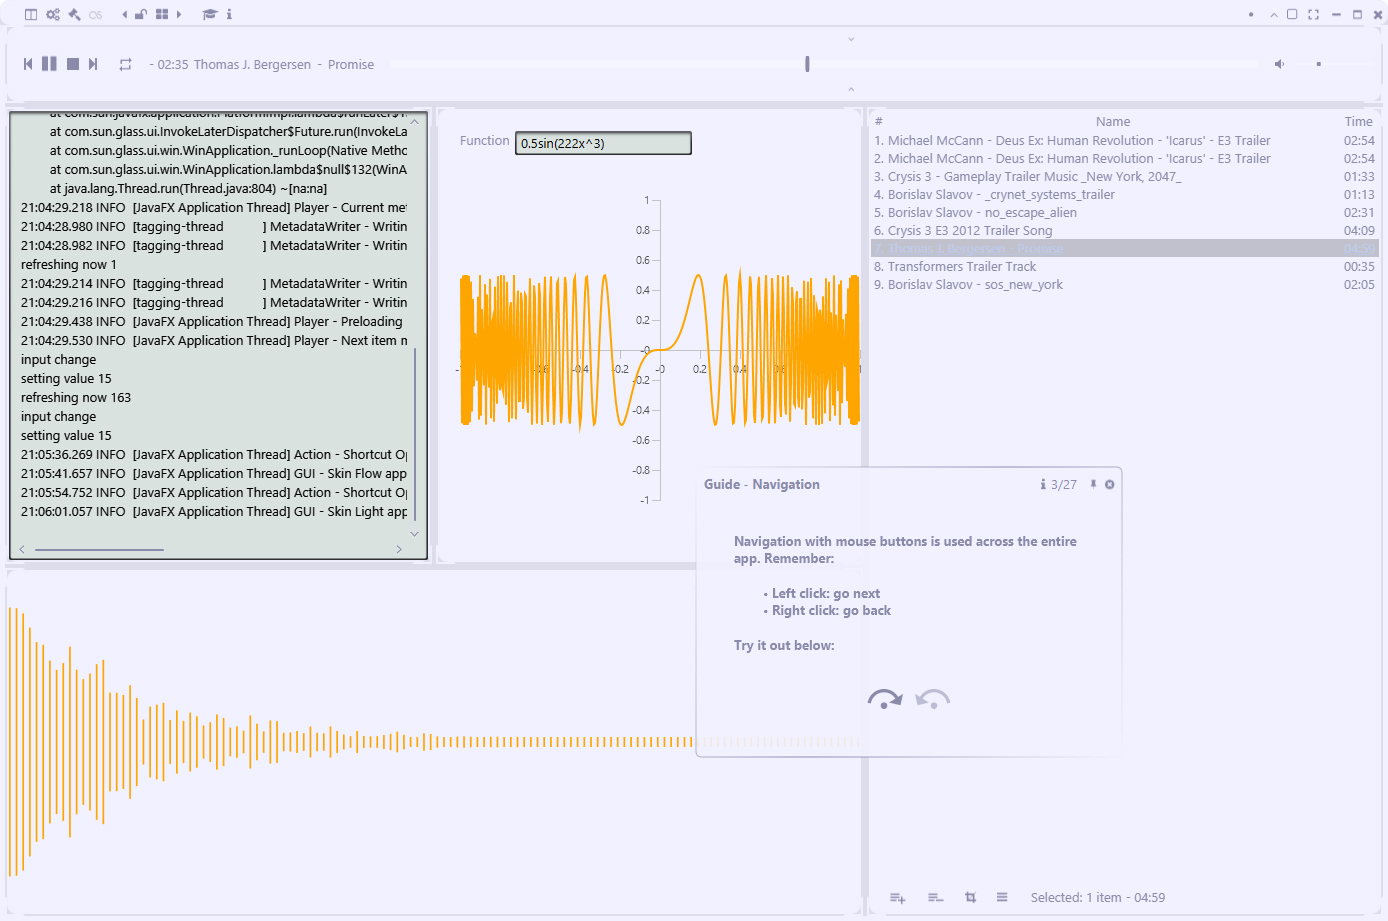 OS
- 02:35 Thomas J. Bergersen - Promise
at com.sun.javafx.application.PlatformImpl.lambda$runLater$1
at com.sun.glass.ui.InvokeLaterDispatcher$Future.run(InvokeLa
at com.sun.glass.ui.win.WinApplication._runLoop(Native Metho
at com.sun.glass.ui.win.WinApplication.lambda$null$132(WinA
at java.lang.Thread.run(Thread.java:804) ~[na:na]
21:04:29.218 INFO [JavaFX Application Thread] Player - Current met
21:04:28.980 INFO [tagging-thread ] MetadataWriter - Writin
21:04:28.982 INFO [tagging-thread ] MetadataWriter - Writin
refreshing now 1
21:04:29.214 INFO [tagging-thread ] MetadataWriter - Writin
21:04:29.216 INFO [tagging-thread ] MetadataWriter - Writin
21:04:29.438 INFO [JavaFX Application Thread] Player - Preloading
21:04:29.530 INFO [JavaFX Application Thread] Player - Next item n
input change
setting value 15
refreshing now 163
input change
setting value 15
21:05:36.269 INFO [JavaFX Application Thread] Action - Shortcut Op
21:05:41.657 INFO [JavaFX Application Thread] GUI - Skin Flow app
21:05:54.752 INFO [JavaFX Application Thread] Action - Shortcut Op
21:06:01.057 INFO [JavaFX Application Thread] GUI - Skin Light app
Function 0.5sin(222x^3)
1
0.8
0.6
0.4
0.2
-0
-0.2
-0.4
-0.6
-0.8
-1
-0.2 -0 0.2 0.4
# Name Time
1. Michael McCann - Deus Ex: Human Revolution - 'Icarus' - E3 Trailer 02:54
2. Michael McCann - Deus Ex: Human Revolution - 'Icarus' - E3 Trailer 02:54
3. Crysis 3 - Gameplay Trailer Music _New York, 2047_ 01:33
4. Borislav Slavov - _crynet_systems_trailer 01:13
5. Borislav Slavov - no_escape_alien 02:31
6. Crysis 3 E3 2012 Trailer Song 04:09
7. Thomas J. Bergersen - Promise 04:59
8. Transformers Trailer Track 00:35
9. Borislav Slavov - sos_new_york 02:05
Guide - Navigation 3/27
Navigation with mouse buttons is used across the entire
app. Remember:
• Left click: go next
• Right click: go back
Try it out below:
Selected: 1 item - 04:59